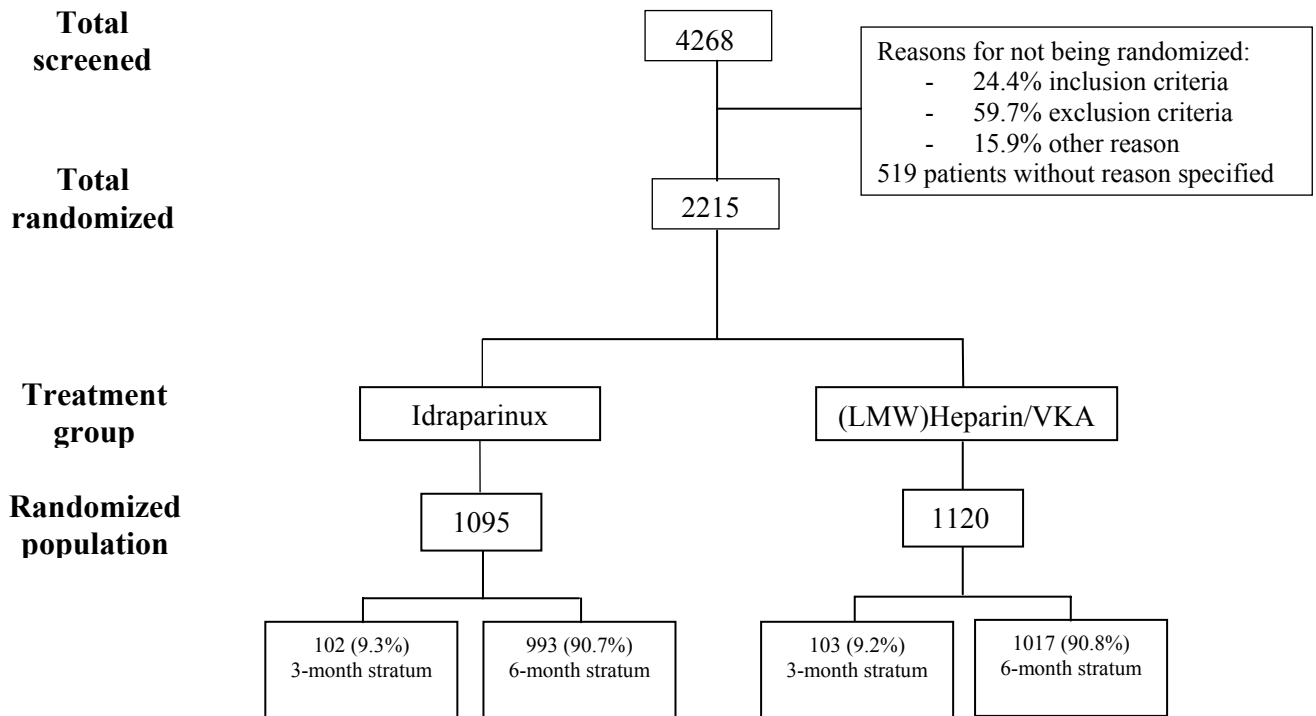 Total
screened
4268
Reasons for not being randomized:
- 24.4% inclusion criteria
- 59.7% exclusion criteria
- 15.9% other reason
519 patients without reason specified
Total
randomized
2215
Treatment
group
Idraparinux
(LMW)Heparin/VKA
Randomized
population
1095
1120
102 (9.3%)
3-month stratum
993 (90.7%)
6-month stratum
103 (9.2%)
3-month stratum
1017 (90.8%)
6-month stratum